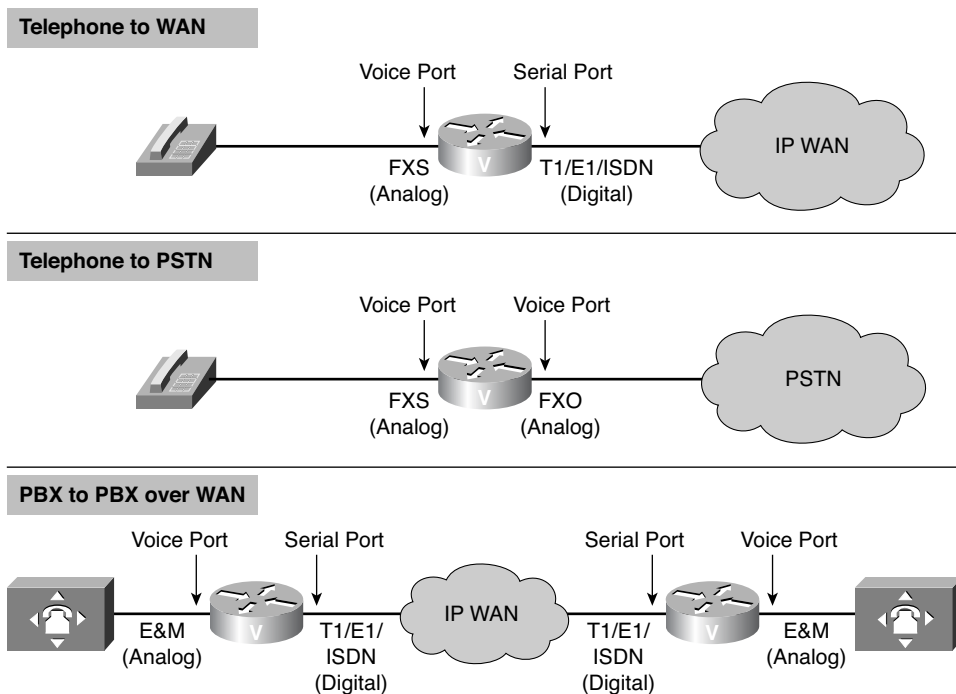 Telephone to WAN
Voice Port
Serial Port
V
FXS
(Analog)
T1/E1/ISDN
(Digital)
IP WAN
Telephone to PSTN
Voice Port
Voice Port
V
FXS
(Analog)
FXO
(Analog)
PSTN
PBX to PBX over WAN
Voice Port
Serial Port
Serial Port
Voice Port
V
IP WAN
V
E&M
(Analog)
T1/E1/
ISDN
(Digital)
T1/E1/
ISDN
(Digital)
E&M
(Analog)